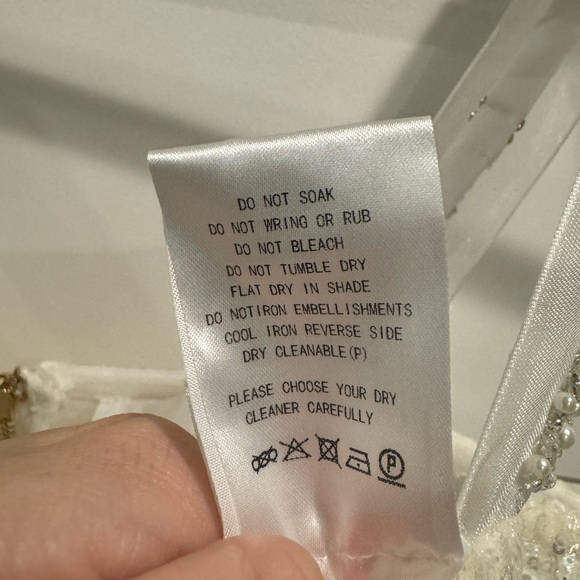 DO NOT SOAK
DO NOT WRING OR RUB
DO NOT BLEACH
DO NOT TUMBLE DRY
FLAT DRY IN SHADE
DO NOTIRON EMBELLISHMENTS
COOL IRON REVERSE SIDE
DRY CLEANABLE(P)
PLEASE CHOOSE YOUR DRY
CLEANER CAREFULLY
P